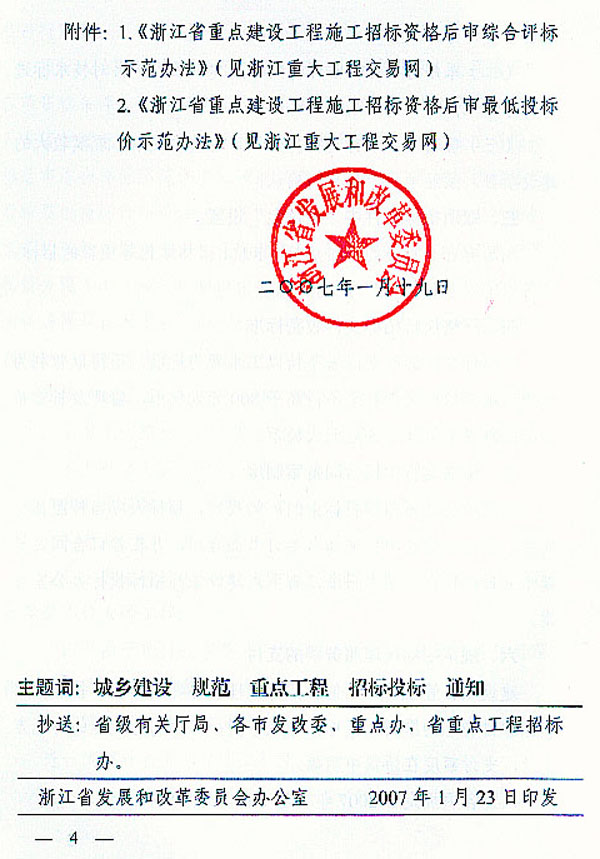 附件：1.《浙江省重点建设工程施工招标资格后审综合评标
示范办法》（见浙江重大工程交易网）
2.《浙江省重点建设工程施工招标资格后审最低投标
价示范办法》（见浙江重大工程交易网）
浙江省发展和改革委员会
二〇〇七年一月十九日
主题词：城乡建设 规范 重点工程 招标投标 通知
抄送：省级有关厅局、各市发改委、重点办、省重点工程招标
办。
浙江省发展和改革委员会办公室 2007年1月23日印发
— 4 —